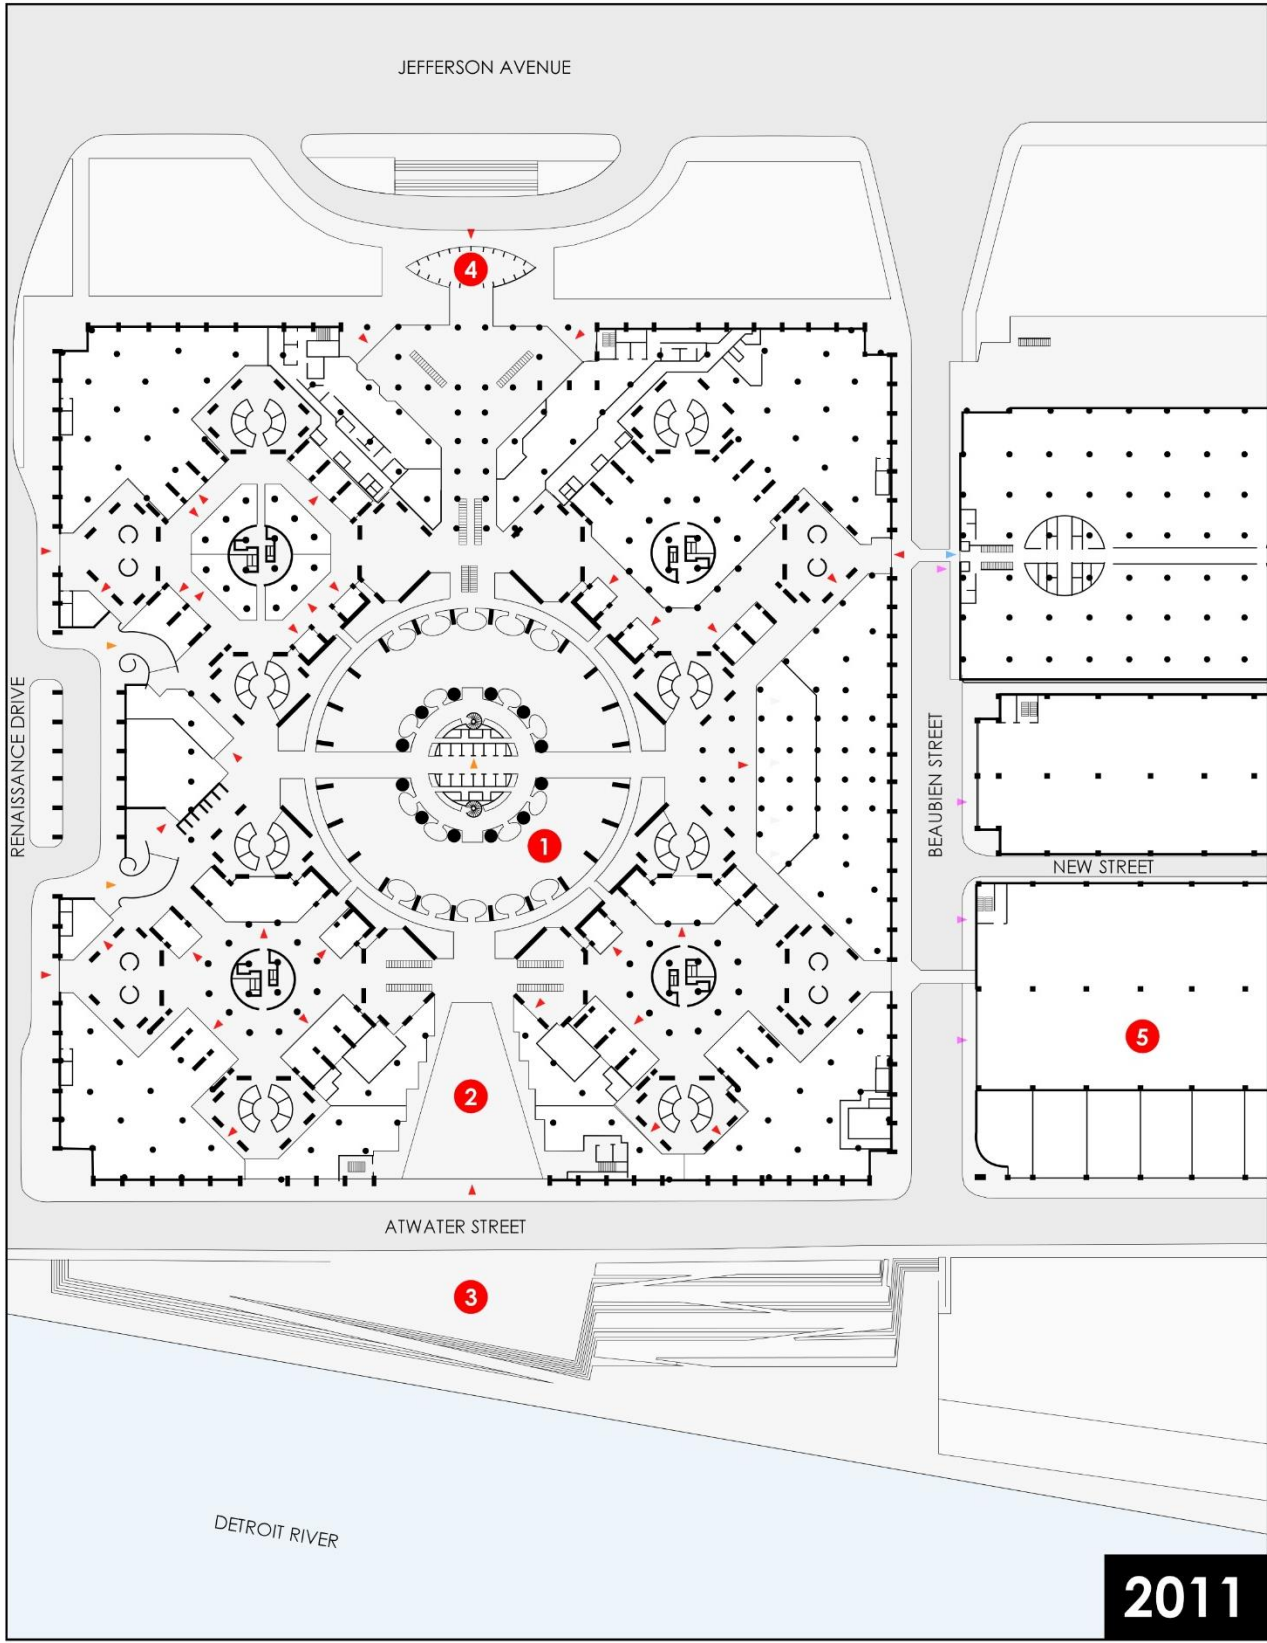 JEFFERSON AVENUE
4
RENAISSANCE DRIVE
BEAUBIEN STREET
1
NEW STREET
5
2
ATWATER STREET
3
DETROIT RIVER
2011